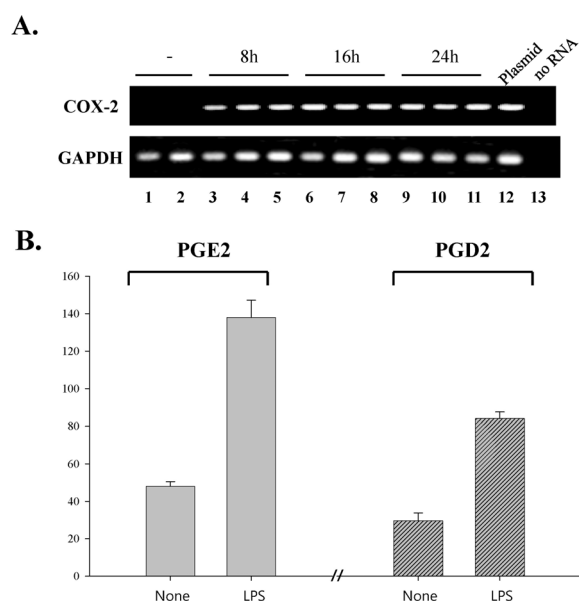 A.
- 8h 16h 24h Plasmid no RNA
COX-2
GAPDH
1 2 3 4 5 6 7 8 9 10 11 12 13
B.
PGE2 PGD2
160
140
120
100
80
60
40
20
0
//
None LPS None LPS